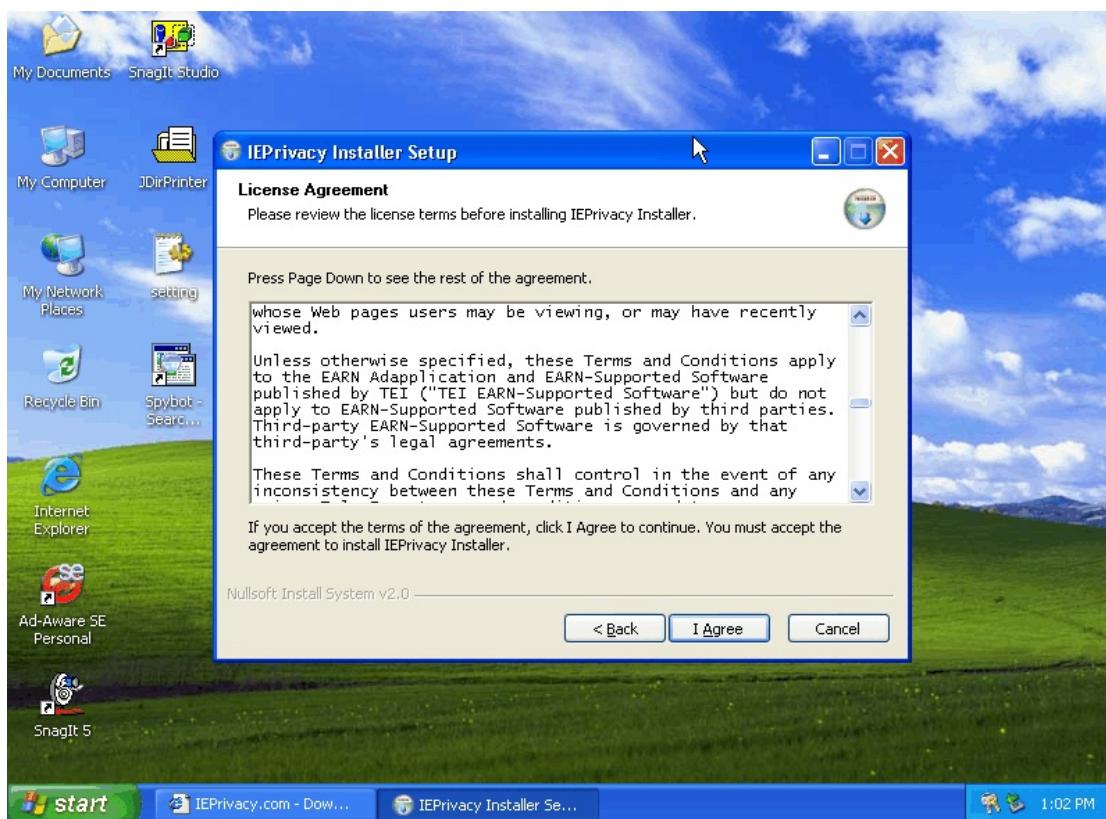 My Documents
SnagIt Studio
My Computer
JDirPrinter
My Network
Places
setting
Recycle Bin
Spybot -
Searc...
Internet
Explorer
Ad-Aware SE
Personal
SnagIt 5
IEPrivacy Installer Setup
License Agreement
Please review the license terms before installing IEPrivacy Installer.
Press Page Down to see the rest of the agreement.
whose Web pages users may be viewing, or may have recently
viewed.
Unless otherwise specified, these Terms and Conditions apply
to the EARN Adapplication and EARN-Supported Software
published by TEI ("TEI EARN-Supported Software") but do not
apply to EARN-Supported Software published by third parties.
Third-party EARN-Supported Software is governed by that
third-party's legal agreements.
These Terms and Conditions shall control in the event of any
inconsistency between these Terms and Conditions and any
If you accept the terms of the agreement, click I Agree to continue. You must accept the
agreement to install IEPrivacy Installer.
Nullsoft Install System v2.0
< Back
I Agree
Cancel
start
IEPrivacy.com - Dow...
IEPrivacy Installer Se...
1:02 PM